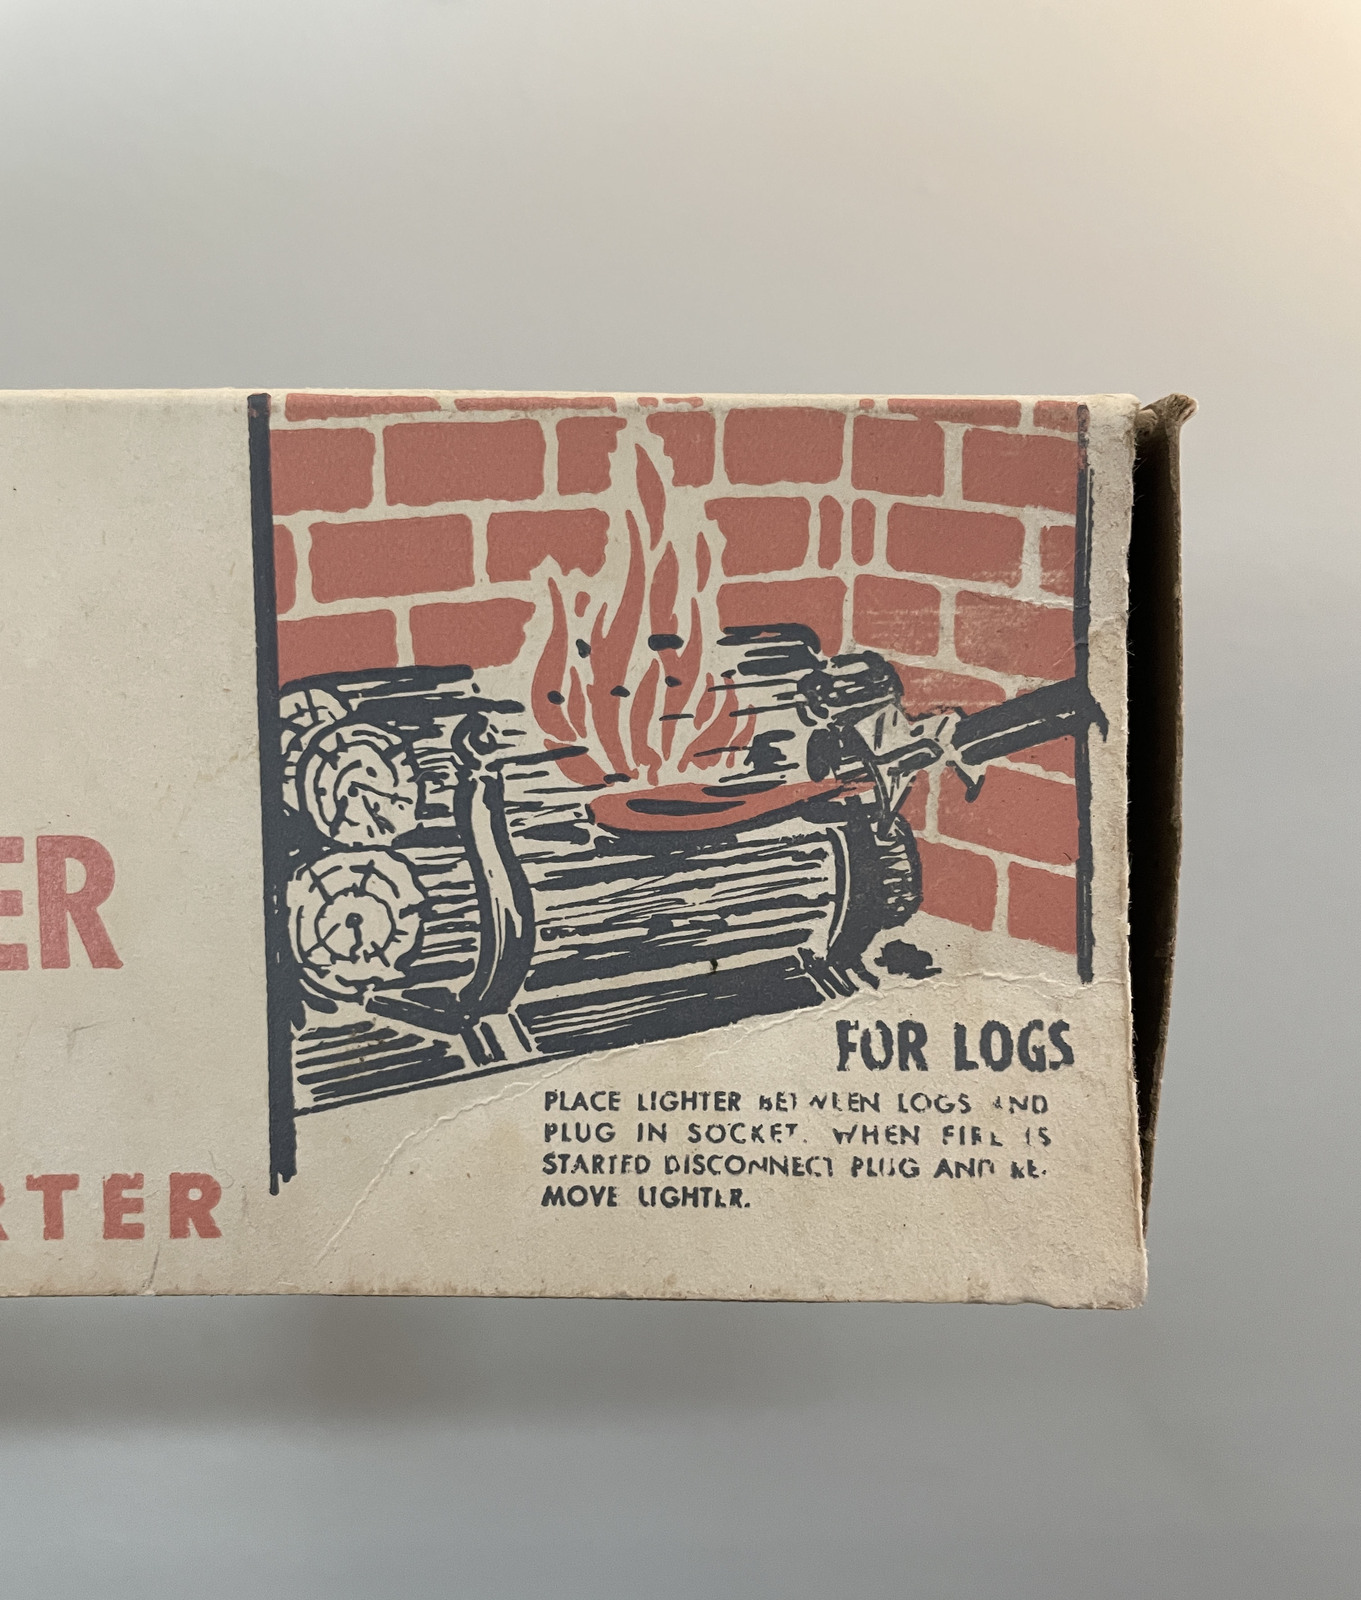 ER
RTER
FOR LOGS
PLACE LIGHTER BETWEEN LOGS AND
PLUG IN SOCKET. WHEN FIRE IS
STARTED DISCONNECT PLUG AND RE-
MOVE LIGHTER.